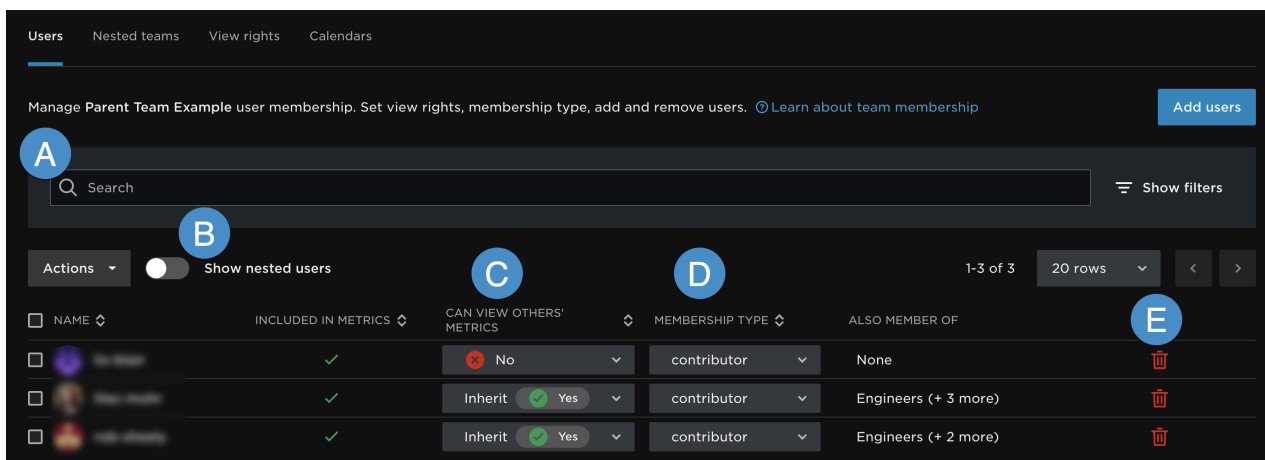 Users Nested teams View rights Calendars
Manage Parent Team Example user membership. Set view rights, membership type, add and remove users. Learn about team membership Add users
A
Search Show filters
B
Actions Show nested users C D 1-3 of 3 20 rows
NAME INCLUDED IN METRICS CAN VIEW OTHERS' METRICS MEMBERSHIP TYPE ALSO MEMBER OF E
No contributor None
Inherit Yes contributor Engineers (+ 3 more)
Inherit Yes contributor Engineers (+ 2 more)